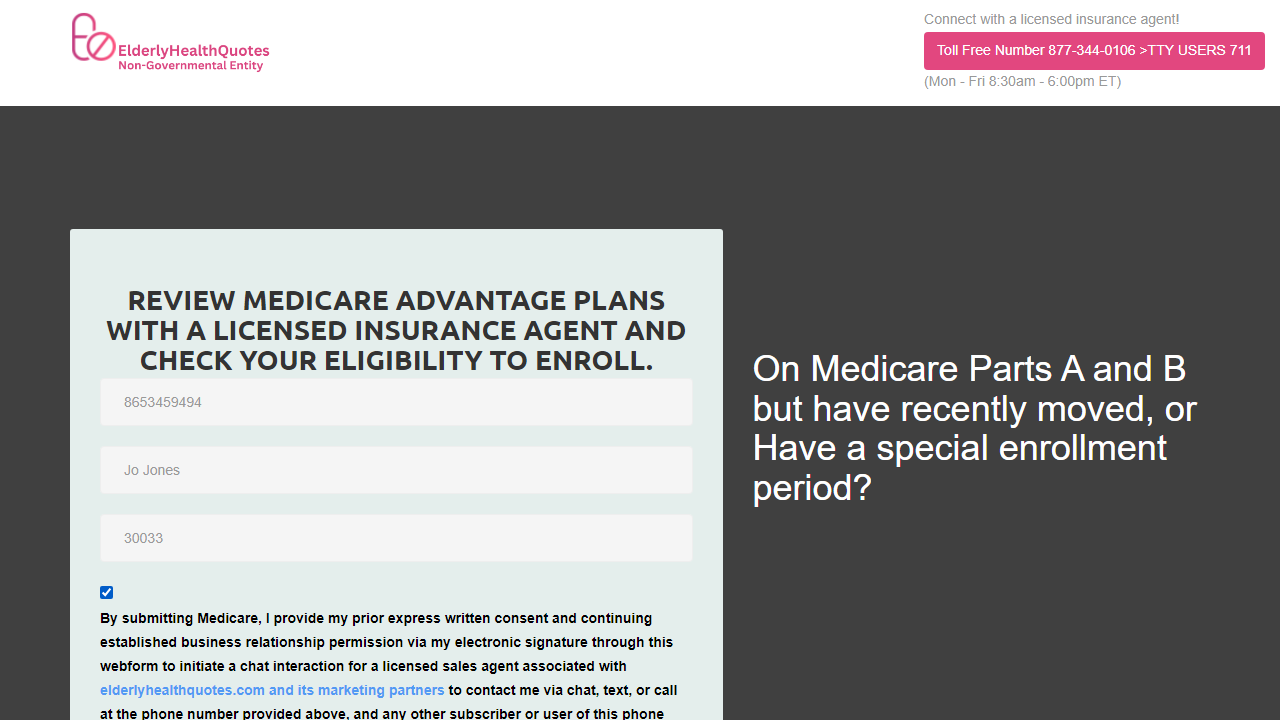 ElderlyHealthQuotes
Non-Governmental Entity
Connect with a licensed insurance agent!
Toll Free Number 877-344-0106 >TTY USERS 711
(Mon - Fri 8:30am - 6:00pm ET)
REVIEW MEDICARE ADVANTAGE PLANS
WITH A LICENSED INSURANCE AGENT AND
CHECK YOUR ELIGIBILITY TO ENROLL.
8653459494
Jo Jones
30033
By submitting Medicare, I provide my prior express written consent and continuing
established business relationship permission via my electronic signature through this
webform to initiate a chat interaction for a licensed sales agent associated with
elderlyhealthquotes.com and its marketing partners to contact me via chat, text, or call
at the phone number provided above, and any other subscriber or user of this phone
On Medicare Parts A and B
but have recently moved, or
Have a special enrollment
period?